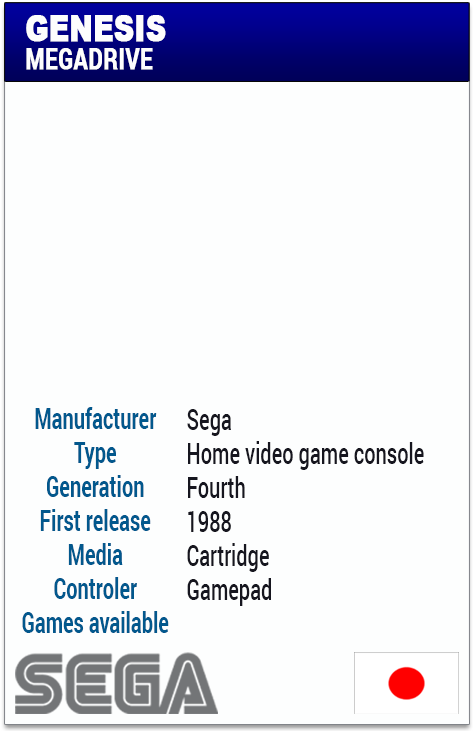 GENESIS
MEGADRIVE
Manufacturer Sega
Type Home video game console
Generation Fourth
First release 1988
Media Cartridge
Controler Gamepad
Games available
SEGA